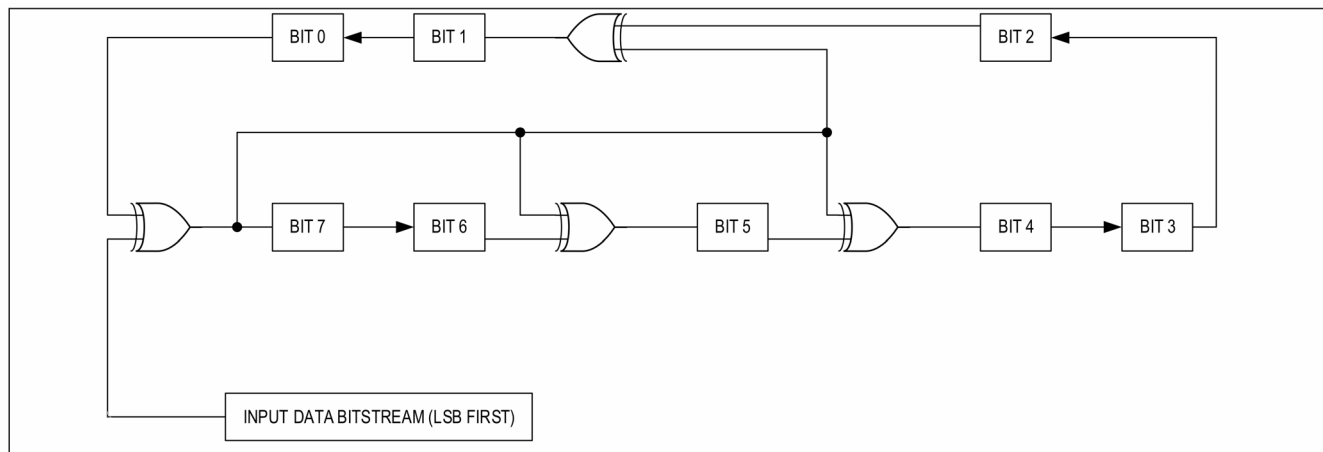 BIT 0
BIT 1
BIT 2
BIT 7
BIT 6
BIT 5
BIT 4
BIT 3
INPUT DATA BITSTREAM (LSB FIRST)